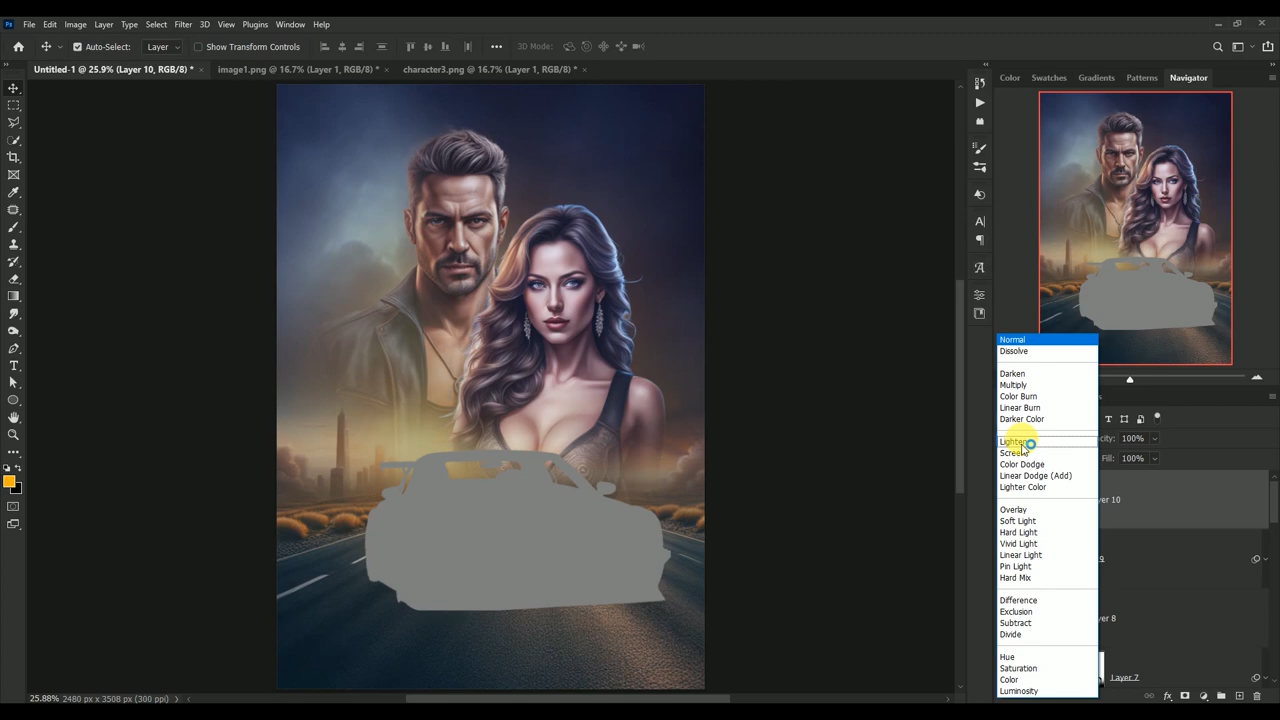 Ps File Edit Image Layer Type Select Filter 3D View Plugins Window Help
Auto-Select: Layer Show Transform Controls 3D Mode:
Untitled-1 @ 25.9% (Layer 10, RGB/8) * × image1.png @ 16.7% (Layer 1, RGB/8) * × character3.png @ 16.7% (Layer 1, RGB/8) * ×
Color Swatches Gradients Patterns Navigator
Normal
Dissolve
Darken
Multiply
Color Burn
Linear Burn
Darker Color
Lighten
Screen
Color Dodge
Linear Dodge (Add)
Lighter Color
Overlay
Soft Light
Hard Light
Vivid Light
Linear Light
Pin Light
Hard Mix
Difference
Exclusion
Subtract
Divide
Hue
Saturation
Color
Luminosity
100%
Fill: 100%
10
9
8
Layer 7
25.88% 2480 px x 3508 px (300 ppi)